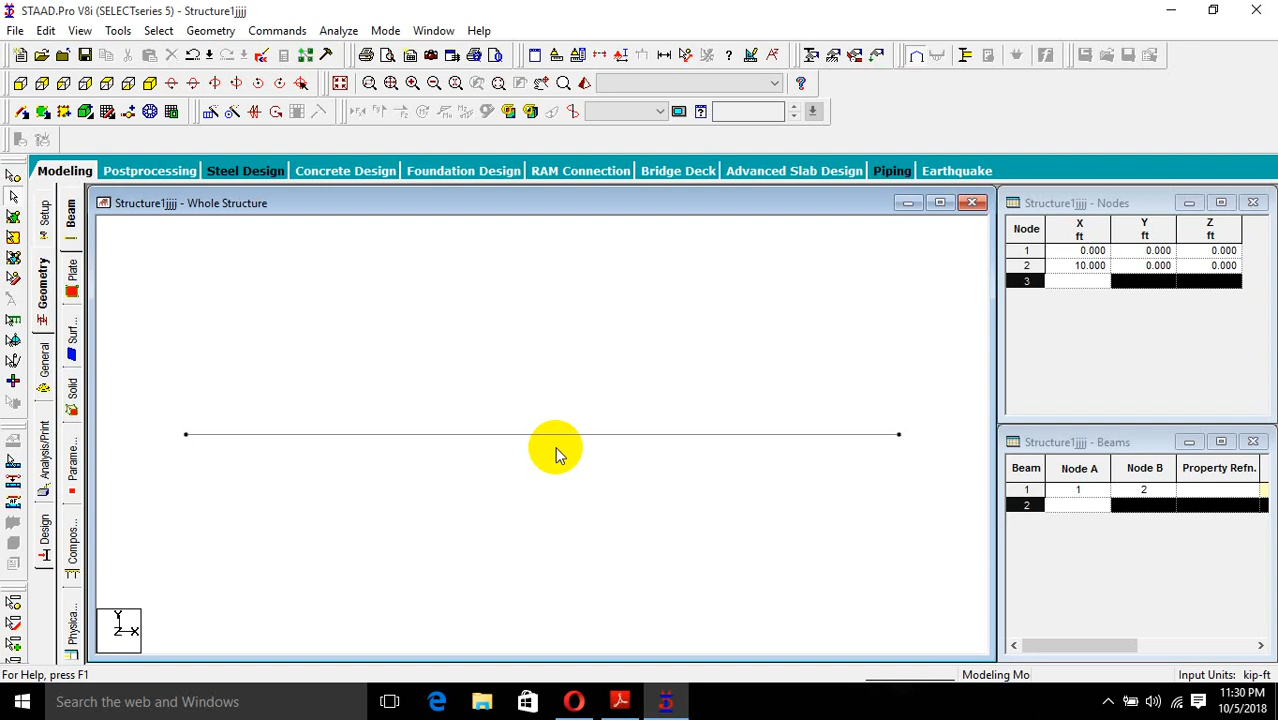 STAAD.Pro V8i (SELECTseries 5) - Structure1jjjj
File Edit View Tools Select Geometry Commands Analyze Mode Window Help
Modeling Postprocessing Steel Design Concrete Design Foundation Design RAM Connection Bridge Deck Advanced Slab Design Piping Earthquake
Structure1jjjj - Whole Structure
Setup
Geometry
General
Analysis/Print
Design
Beam
Plate
Surf...
Solid
Parame...
Compos...
Physica...
Y
Z X
Structure1jjjj - Nodes
Node X ft Y ft Z ft
1 0.000 0.000 0.000
2 10.000 0.000 0.000
3
Structure1jjjj - Beams
Beam Node A Node B Property Refn.
1 1 2
2
For Help, press F1 Modeling Mo Input Units: kip-ft
Search the web and Windows
11:30 PM
10/5/2018